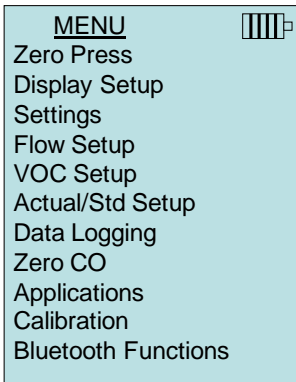 MENU
Zero Press
Display Setup
Settings
Flow Setup
VOC Setup
Actual/Std Setup
Data Logging
Zero CO
Applications
Calibration
Bluetooth Functions